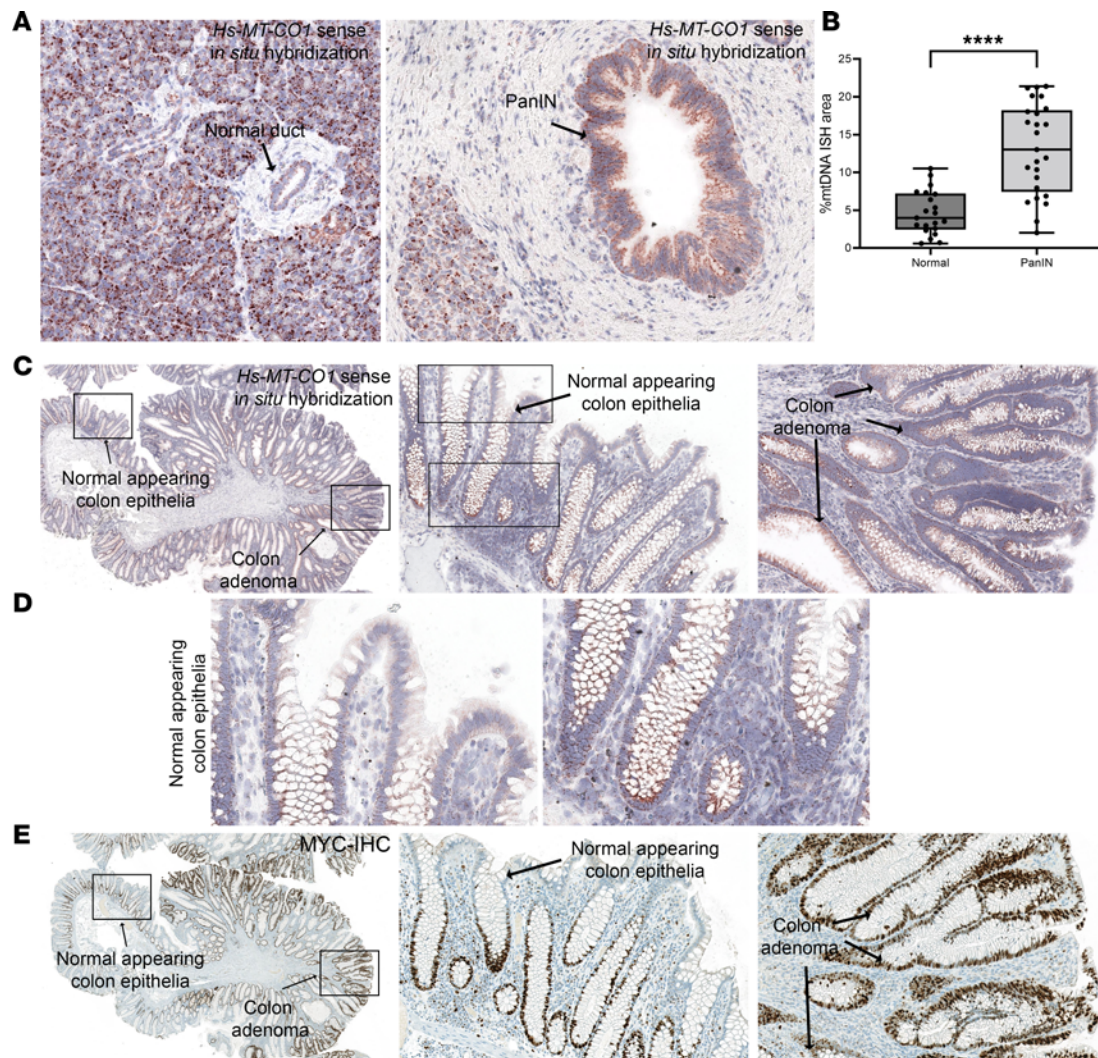 A
Hs-MT-CO1 sense
in situ hybridization
Normal duct
Hs-MT-CO1 sense
in situ hybridization
PanIN
B
****
%mtDNA ISH area
25
20
15
10
5
0
Normal
PanIN
C
Hs-MT-CO1 sense
in situ hybridization
Normal appearing
colon epithelia
Colon
adenoma
Normal appearing
colon epithelia
Colon
adenoma
D
Normal appearing
colon epithelia
E
MYC-IHC
Normal appearing
colon epithelia
Colon
adenoma
Normal appearing
colon epithelia
Colon
adenoma